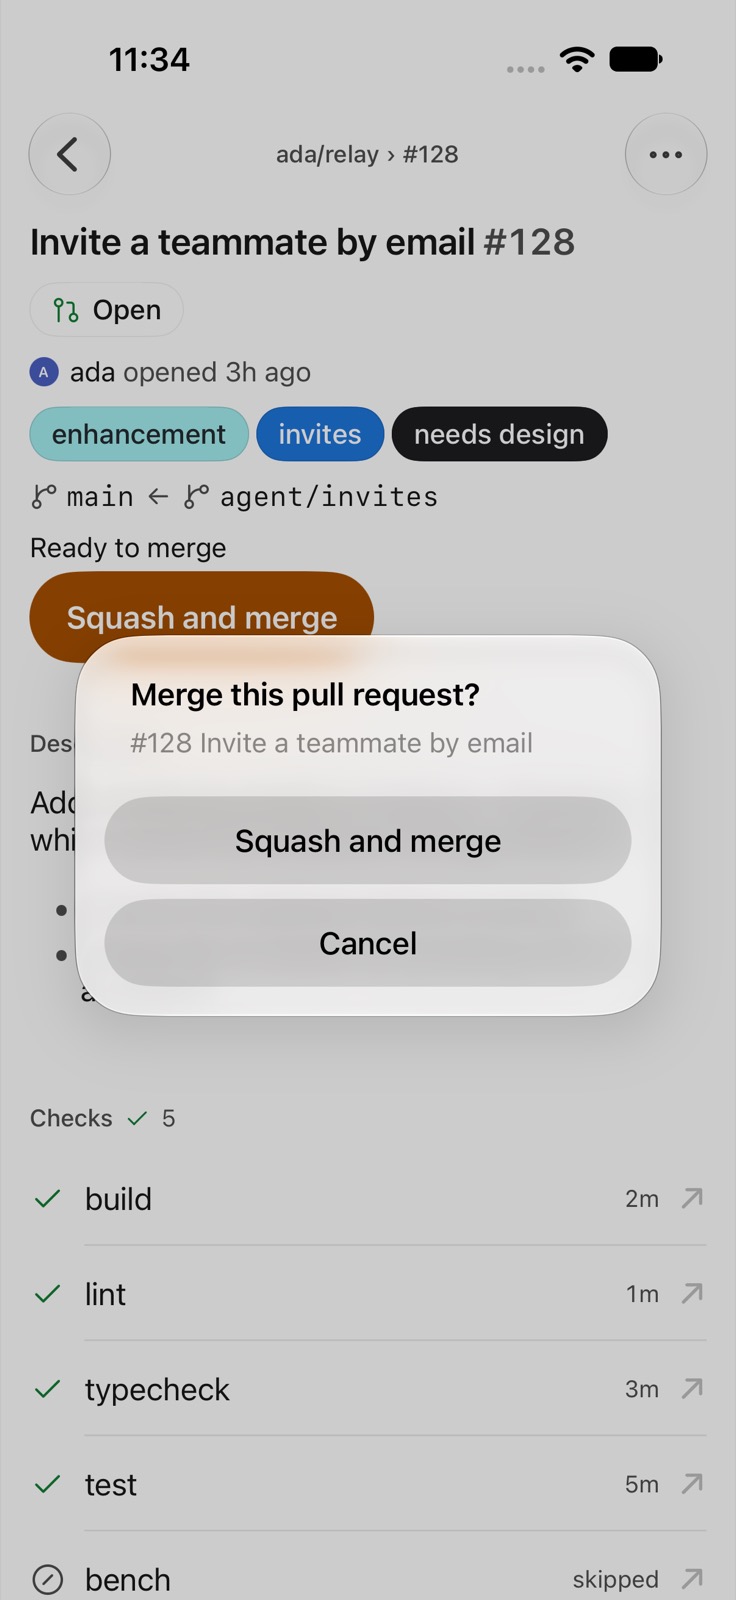 11:34
ada/relay › #128
Invite a teammate by email #128
Open
A ada opened 3h ago
enhancement invites needs design
main ← agent/invites
Ready to merge
Squash and merge
Merge this pull request?
#128 Invite a teammate by email
Squash and merge
Cancel
Checks 5
build 2m
lint 1m
typecheck 3m
test 5m
bench skipped